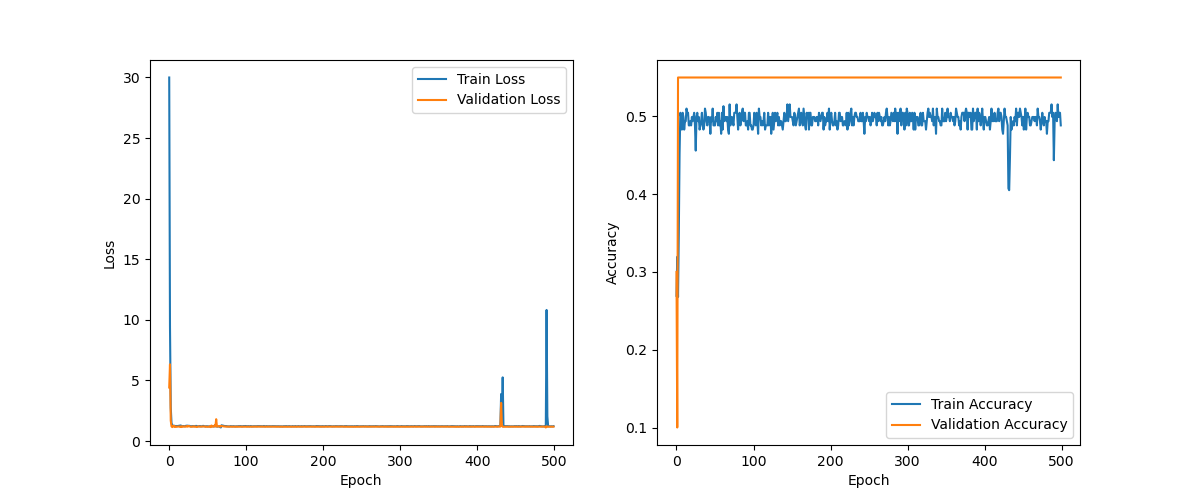 30
25
20
15
10
5
0
Loss
0 100 200 300 400 500
Epoch
Train Loss
Validation Loss
0.5
0.4
0.3
0.2
0.1
Accuracy
0 100 200 300 400 500
Epoch
Train Accuracy
Validation Accuracy